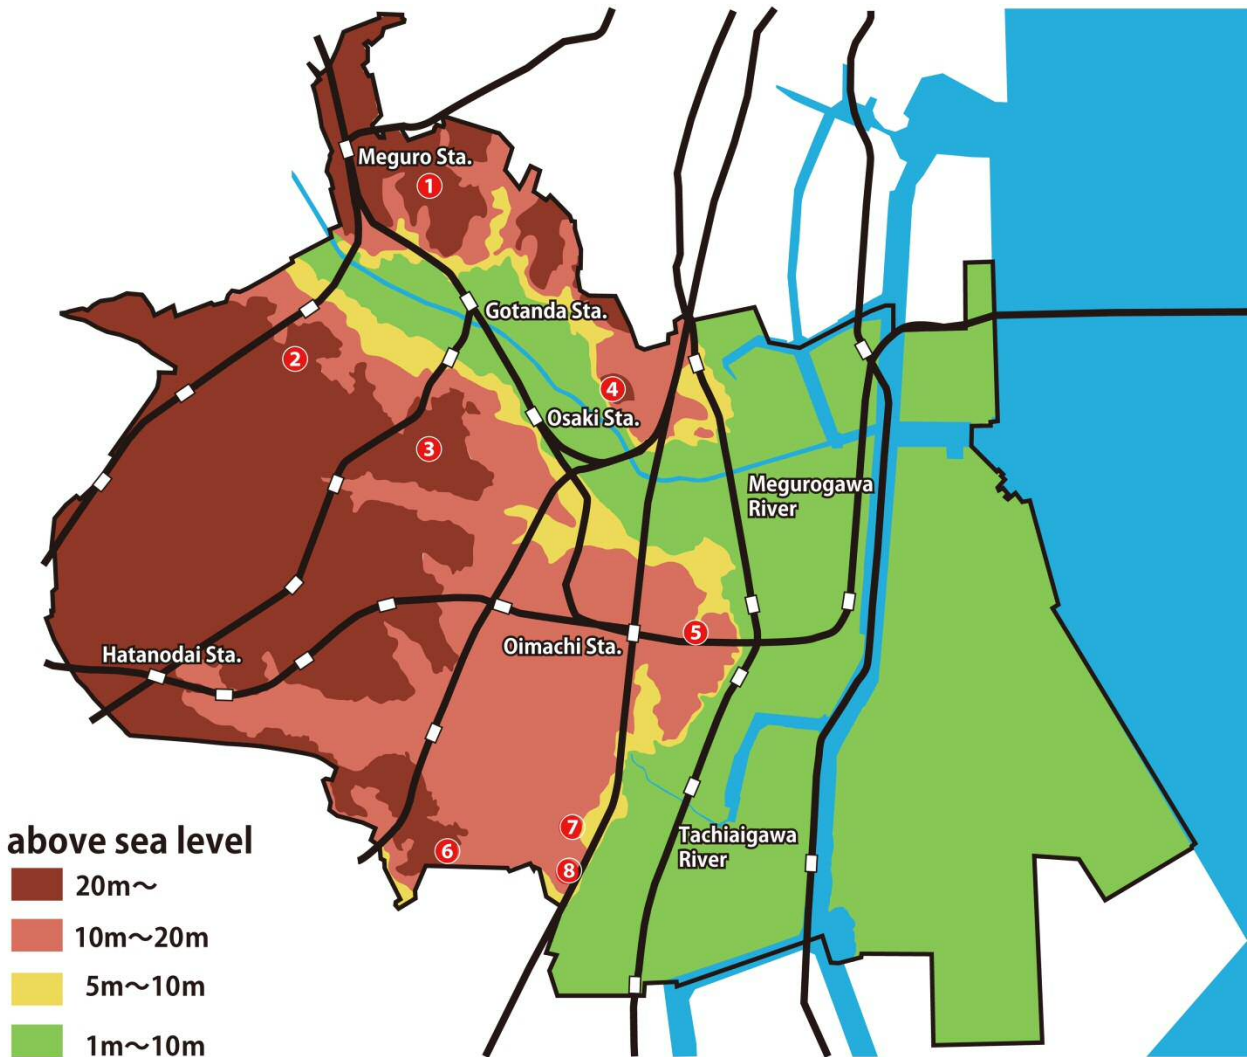 Meguro Sta.
1
Gotanda Sta.
2
4
Osaki Sta.
3
Megurogawa
River
5
Oimachi Sta.
Hatanodai Sta.
7
Tachiaigawa
River
6
8
above sea level
20m～
10m～20m
5m～10m
1m～10m